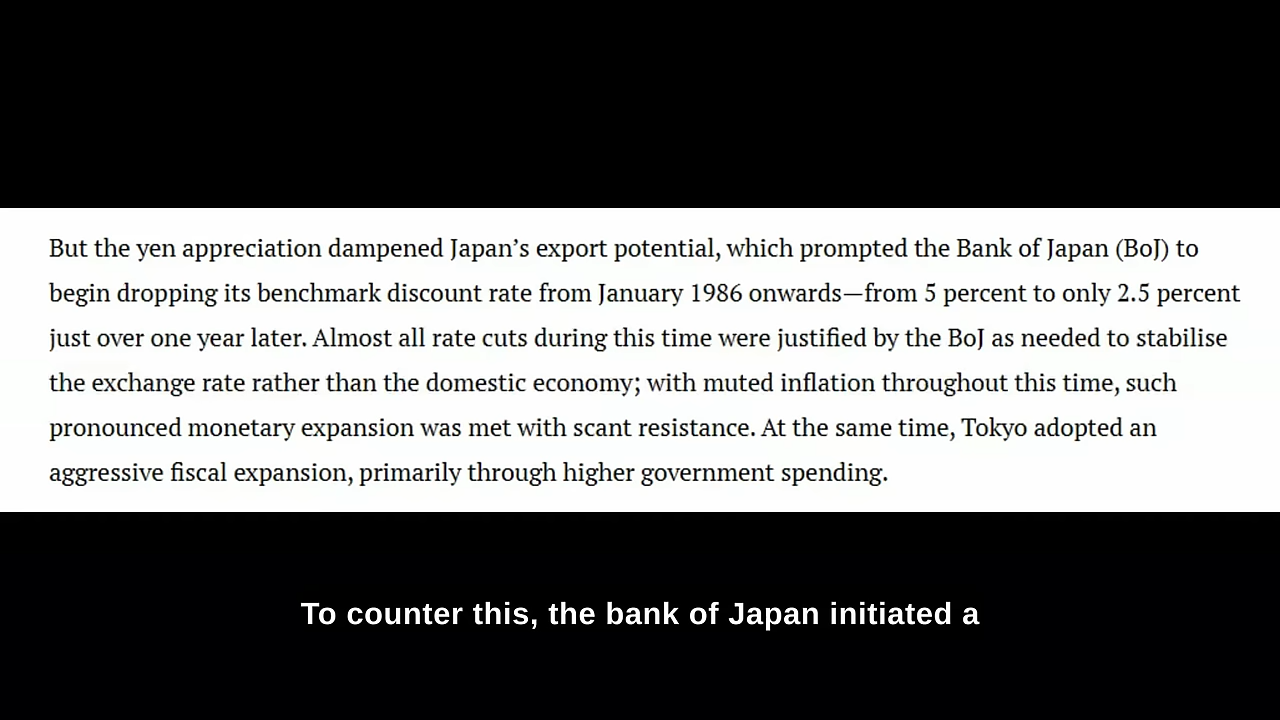 But the yen appreciation dampened Japan’s export potential, which prompted the Bank of Japan (BoJ) to
begin dropping its benchmark discount rate from January 1986 onwards—from 5 percent to only 2.5 percent
just over one year later. Almost all rate cuts during this time were justified by the BoJ as needed to stabilise
the exchange rate rather than the domestic economy; with muted inflation throughout this time, such
pronounced monetary expansion was met with scant resistance. At the same time, Tokyo adopted an
aggressive fiscal expansion, primarily through higher government spending.
To counter this, the bank of Japan initiated a